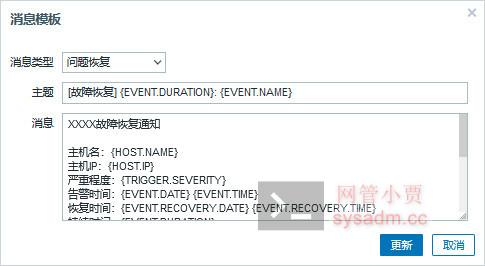 消息模板
消息类型 问题恢复
主题 [故障恢复] {EVENT.DURATION}: {EVENT.NAME}
消息 XXXX故障恢复通知
主机名：{HOST.NAME}
主机IP：{HOST.IP}
严重程度：{TRIGGER.SEVERITY}
告警时间：{EVENT.DATE} {EVENT.TIME}
恢复时间：{EVENT.RECOVERY.DATE} {EVENT.RECOVERY.TIME}
持续时间：{EVENT.DURATION}
网管小贾
sysadm.cc
更新 取消